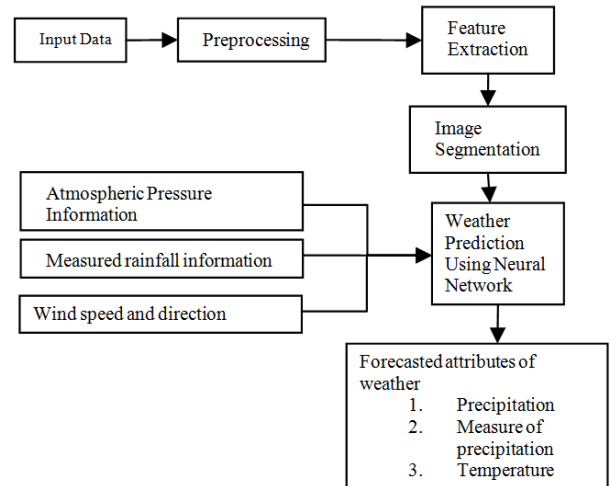 Input Data
Preprocessing
Feature
Extraction
Image
Segmentation
Atmospheric Pressure
Information
Measured rainfall information
Wind speed and direction
Weather
Prediction
Using Neural
Network
Forecasted attributes of
weather
1. Precipitation
2. Measure of
precipitation
3. Temperature